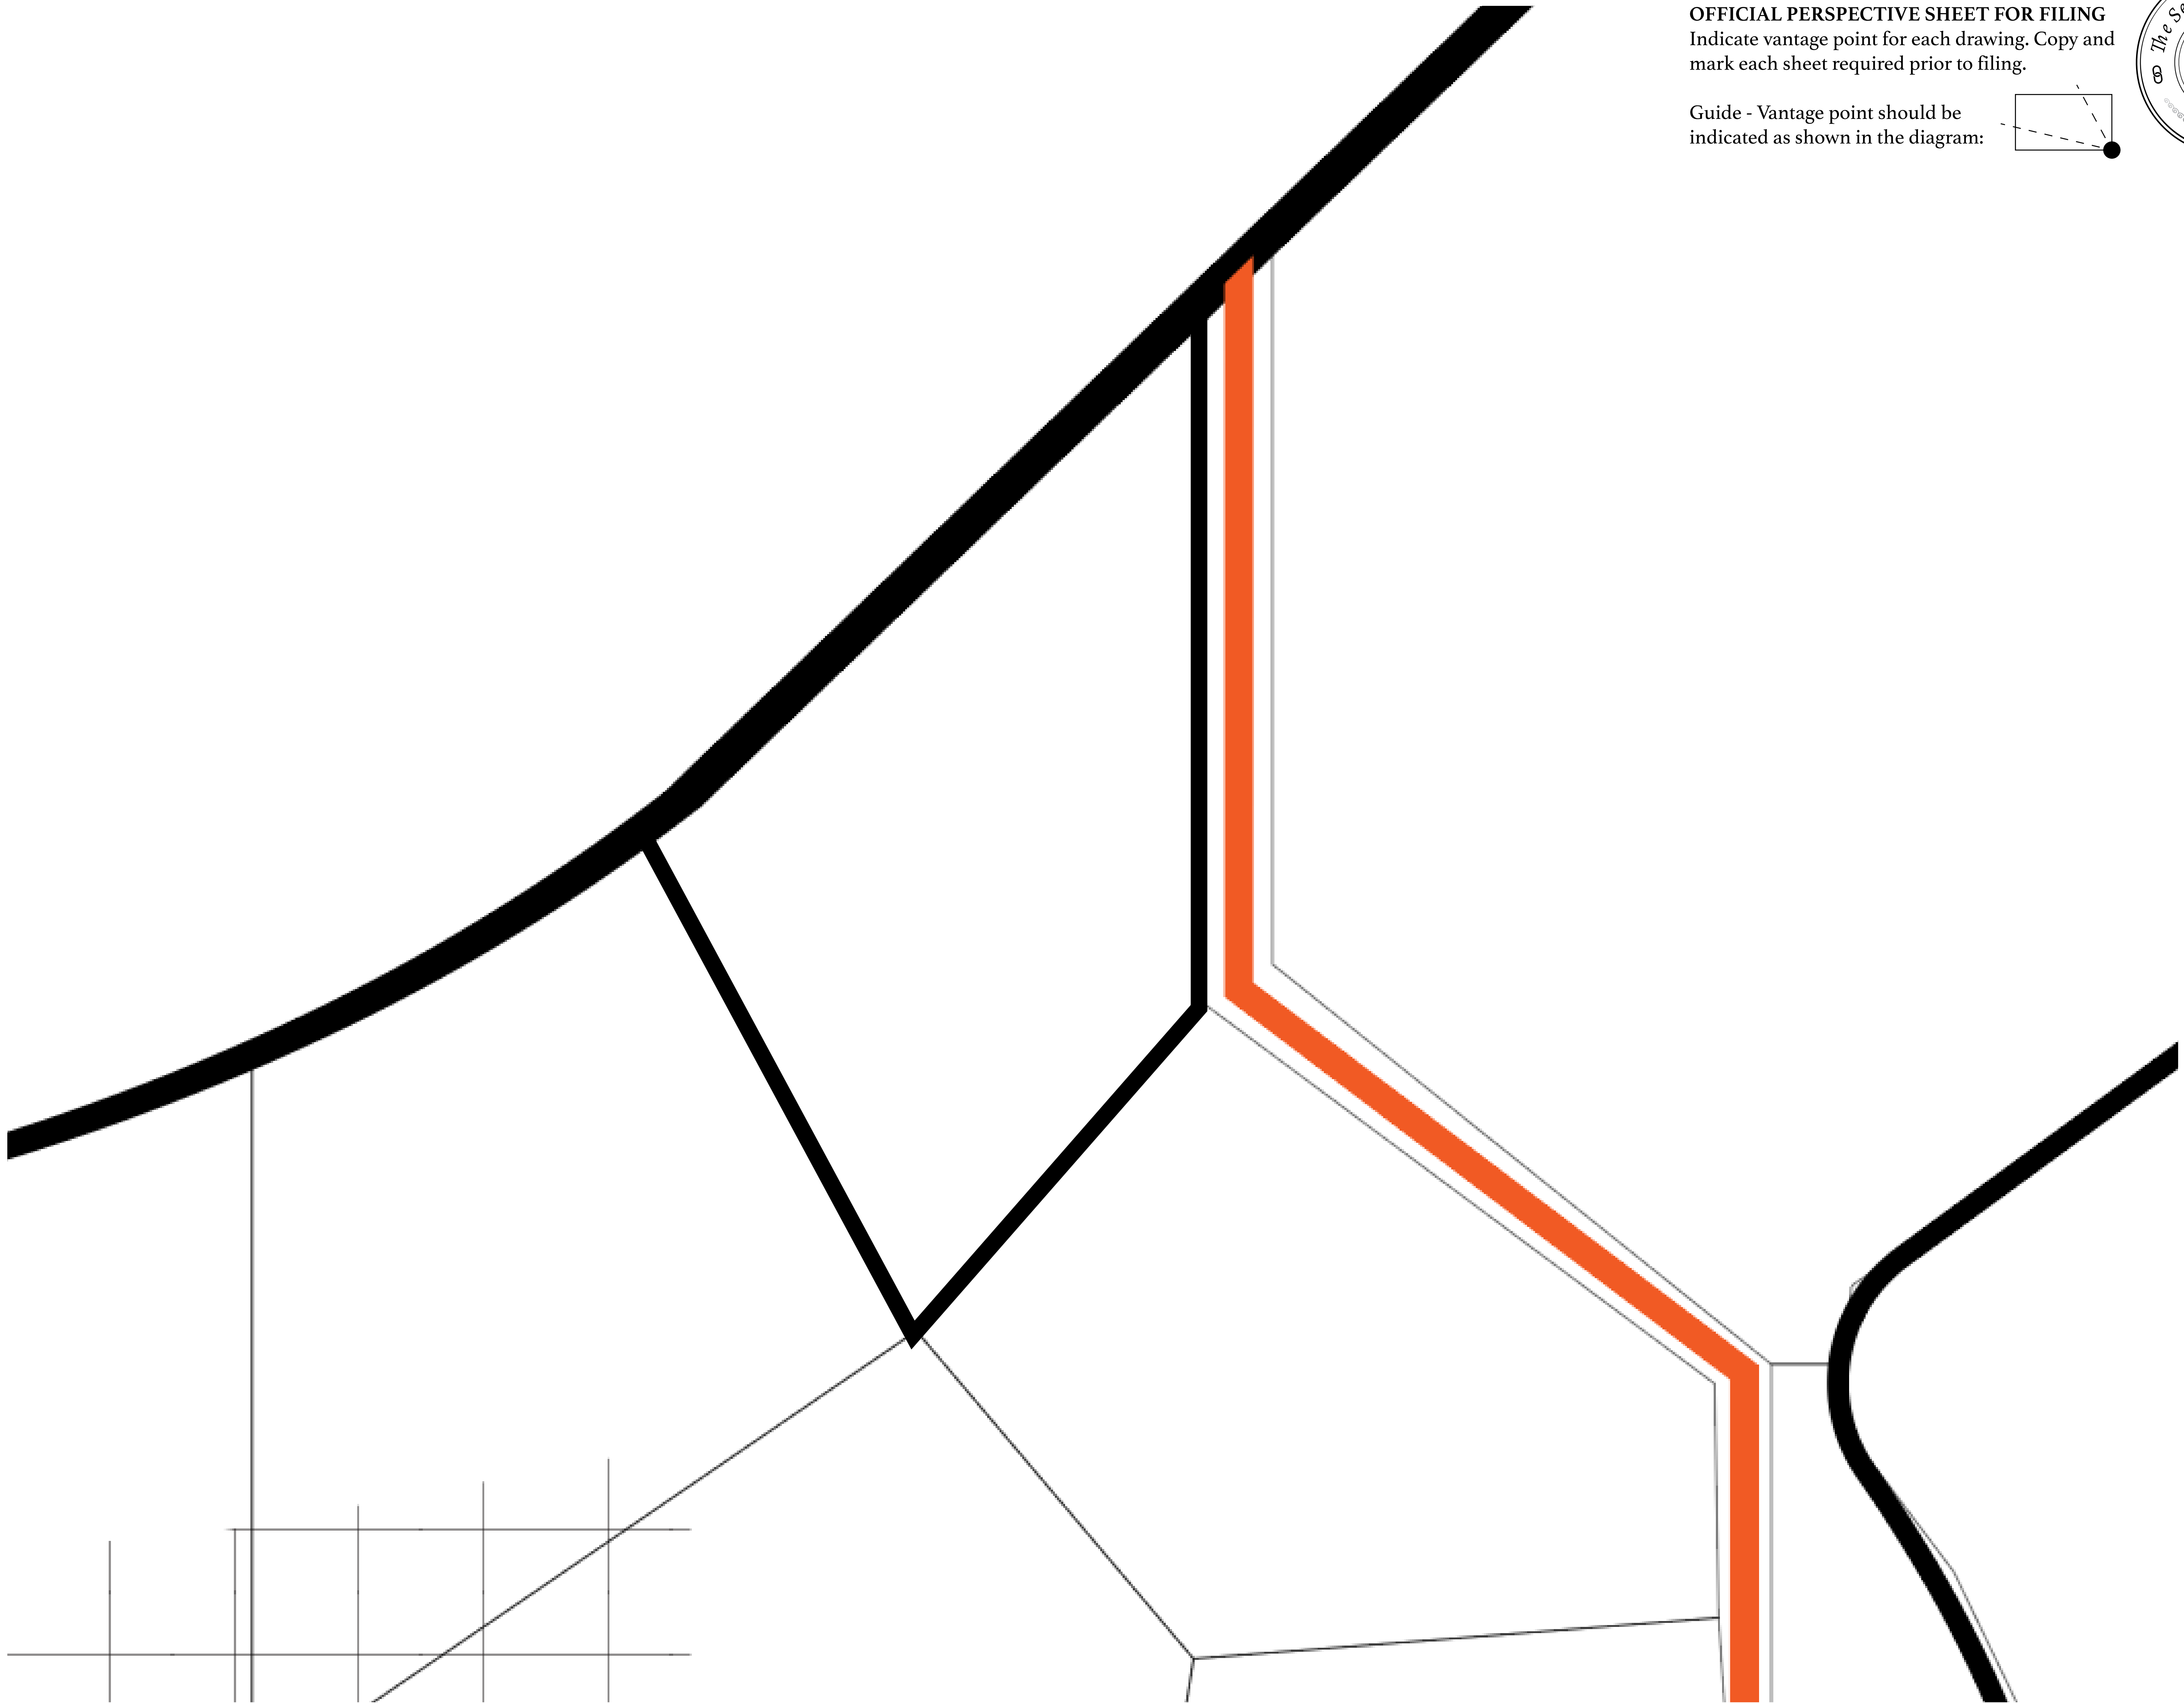 OFFICIAL PERSPECTIVE SHEET FOR FILING
Indicate vantage point for each drawing. Copy and
mark each sheet required prior to filing.
Guide - Vantage point should be
indicated as shown in the diagram:
The